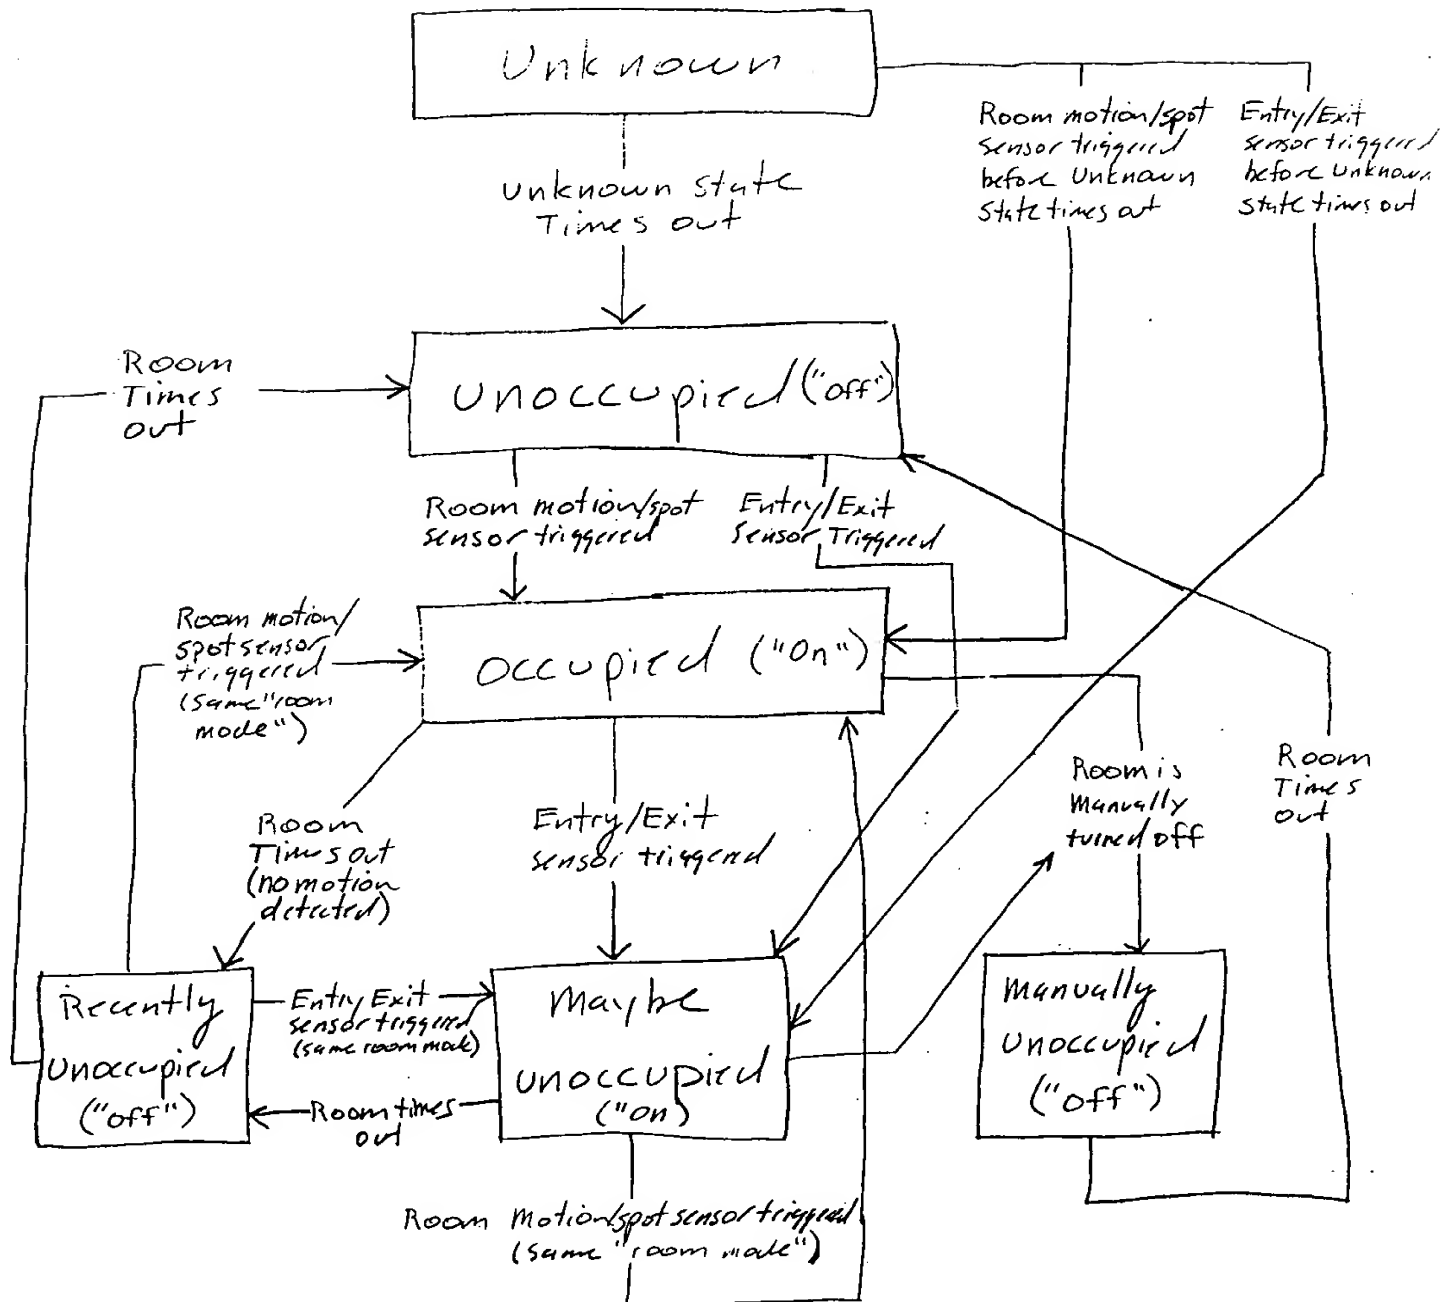 Unknown
Unknown State
Times out
Room motion/spot
sensor triggered
before Unknown
State times out
Entry/Exit
sensor triggered
before Unknown
State times out
Room
Times
out
Unoccupied ("off")
Room motion/spot
sensor triggered
Entry/Exit
Sensor Triggered
Room motion/
spot sensor
triggered
(same "room
mode")
Occupied ("On")
Room
Times out
(no motion
detected)
Entry/Exit
sensor triggered
Room is
Manually
turned off
Room
Times
out
Recently
Unoccupied
("off")
Entry/Exit
sensor triggered
(same room mode)
Room times
out
Maybe
Unoccupied
("On)
Manually
Unoccupied
("off")
Room Motion/spot sensor triggered
(same "room mode")